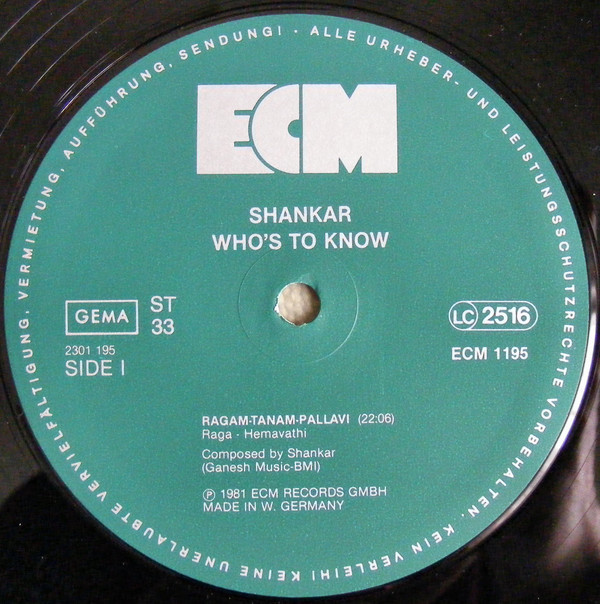 ALLE URHEBER- UND LEISTUNGSSCHUTZRECHTE VORBEHALTEN. KEIN VERLEIH! KEINE UNERLAUBTE VERVIELFÄLTIGUNG, VERMIETUNG, AUFFÜHRUNG, SENDUNG! ·
ECM
SHANKAR
WHO'S TO KNOW
GEMA
ST
33
2301 195
SIDE I
LC 2516
ECM 1195
RAGAM-TANAM-PALLAVI (22:06)
Raga - Hemavathi
Composed by Shankar
(Ganesh Music-BMI)
Ⓟ 1981 ECM RECORDS GMBH
MADE IN W. GERMANY